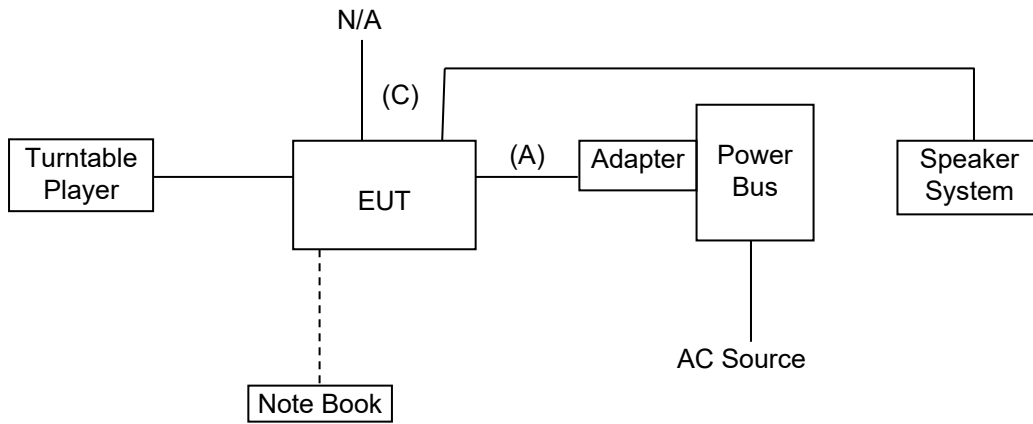 N/A
(C)
Turntable
Player
EUT
(A)
Adapter
Power
Bus
Speaker
System
AC Source
Note Book